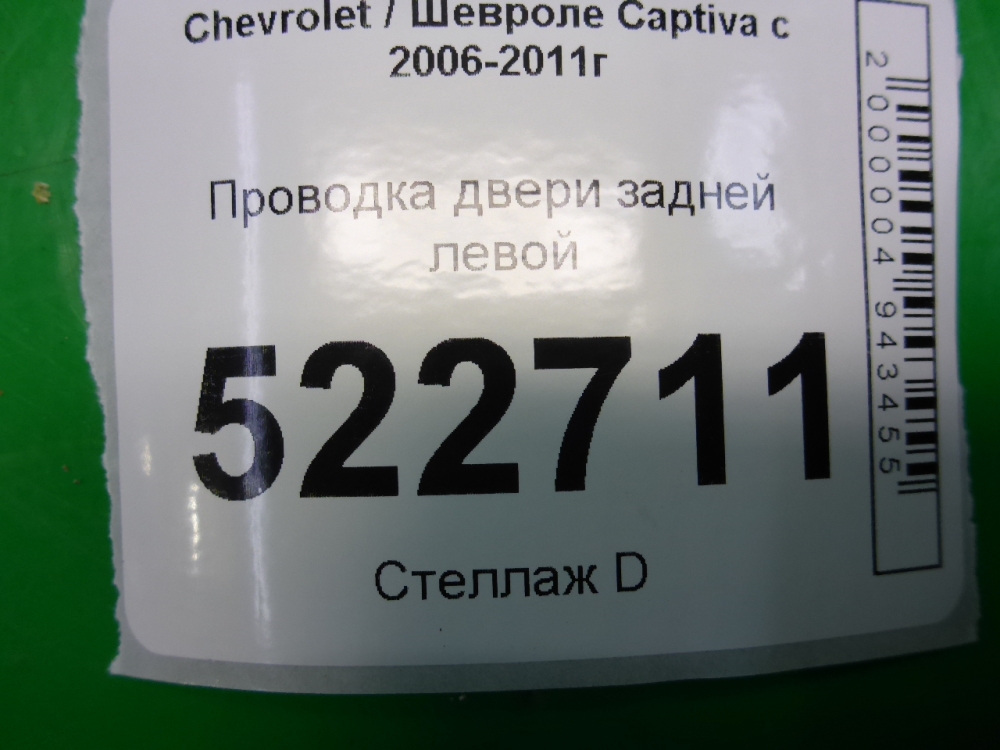 Chevrolet / Шевроле Captiva с
2006-2011г
Проводка двери задней
левой
522711
Стеллаж D
2000004943455